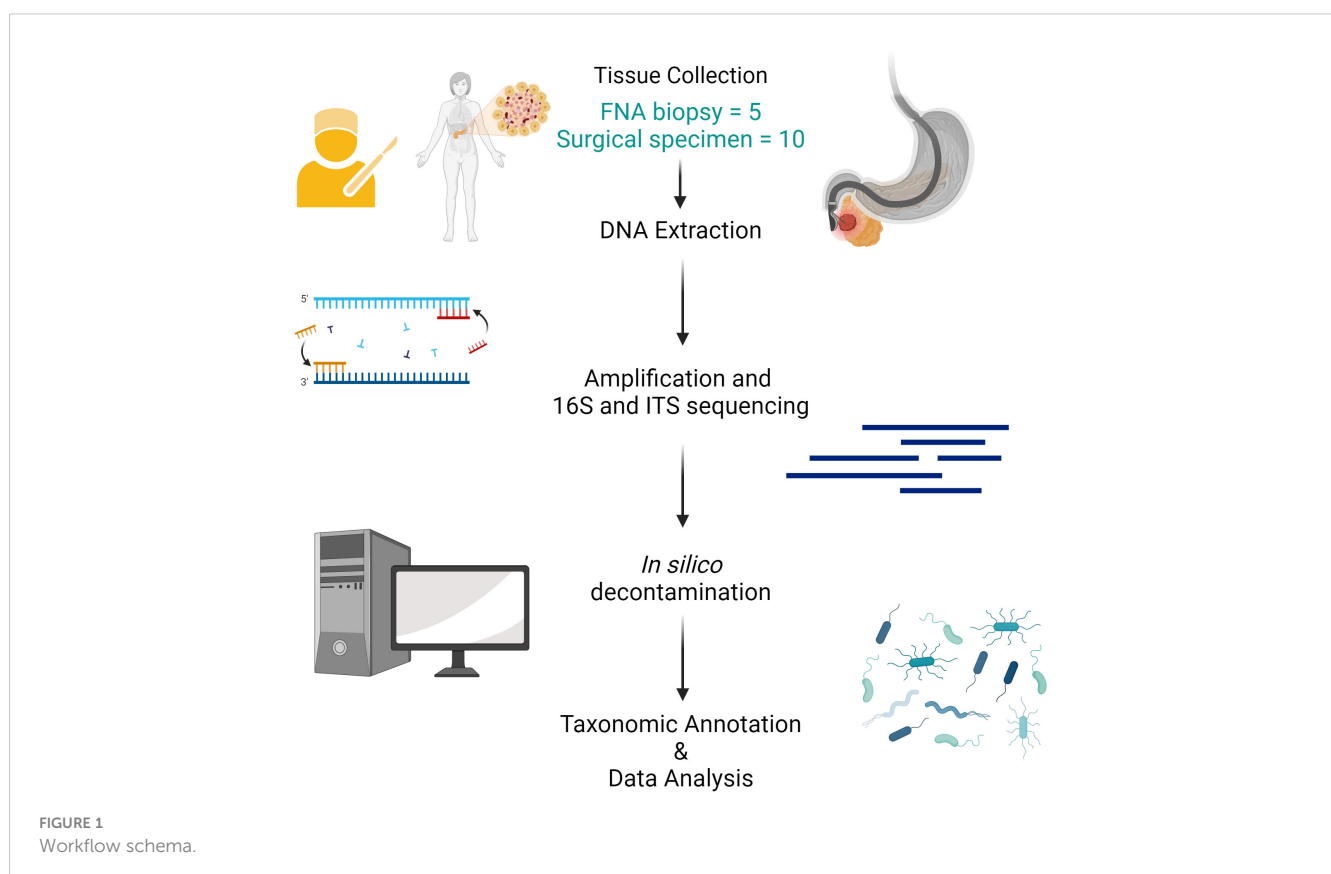 Tissue Collection
FNA biopsy = 5
Surgical specimen = 10
DNA Extraction
5'
3'
Amplification and
16S and ITS sequencing
In silico
decontamination
Taxonomic Annotation
&
Data Analysis
FIGURE 1
Workflow schema.